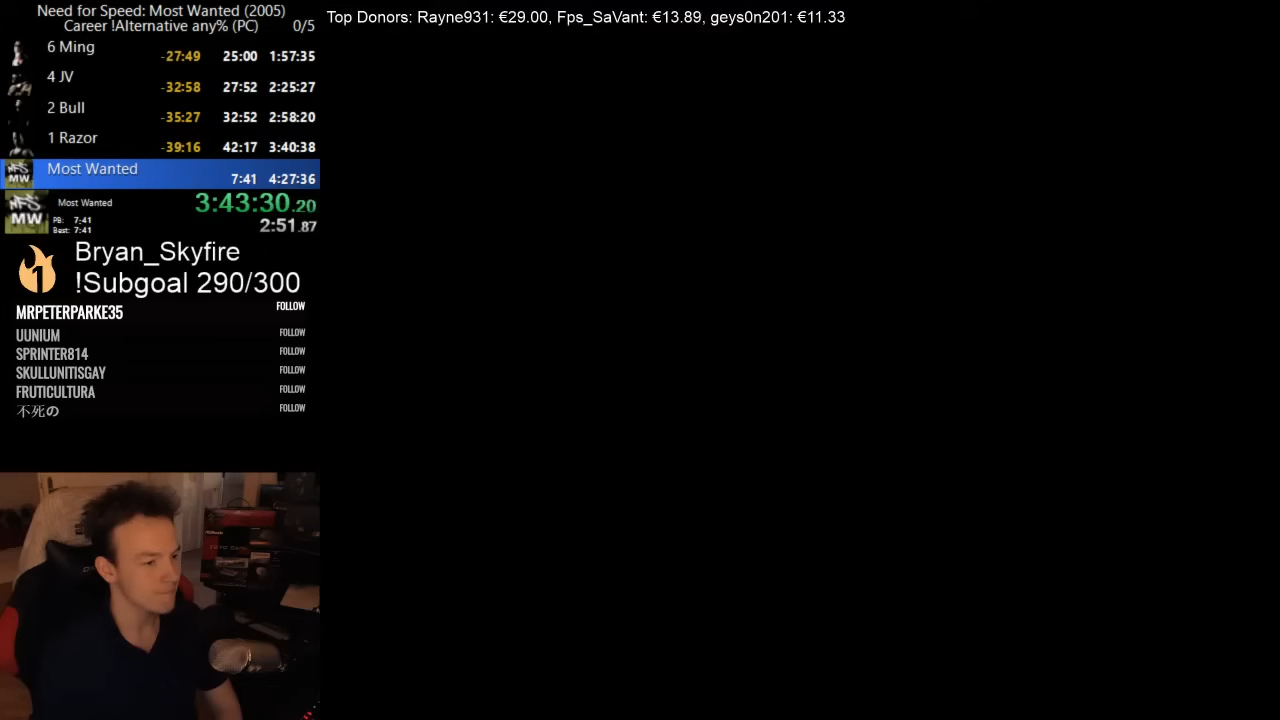 Need for Speed: Most Wanted (2005)
Career !Alternative any% (PC) 0/5
6 Ming -27:49 25:00 1:57:35
4 JV -32:58 27:52 2:25:27
2 Bull -35:27 32:52 2:58:20
1 Razor -39:16 42:17 3:40:38
Most Wanted 7:41 4:27:36
Most Wanted 3:43:30.20
PB: 7:41
Best: 7:41
2:51.87
Bryan_Skyfire
!Subgoal 290/300
MRPETERPARKE35 FOLLOW
UUNIUM FOLLOW
SPRINTER814 FOLLOW
SKULLUNITISGAY FOLLOW
FRUTICULTURA FOLLOW
不死の FOLLOW
Top Donors: Rayne931: €29.00, Fps_SaVant: €13.89, geys0n201: €11.33